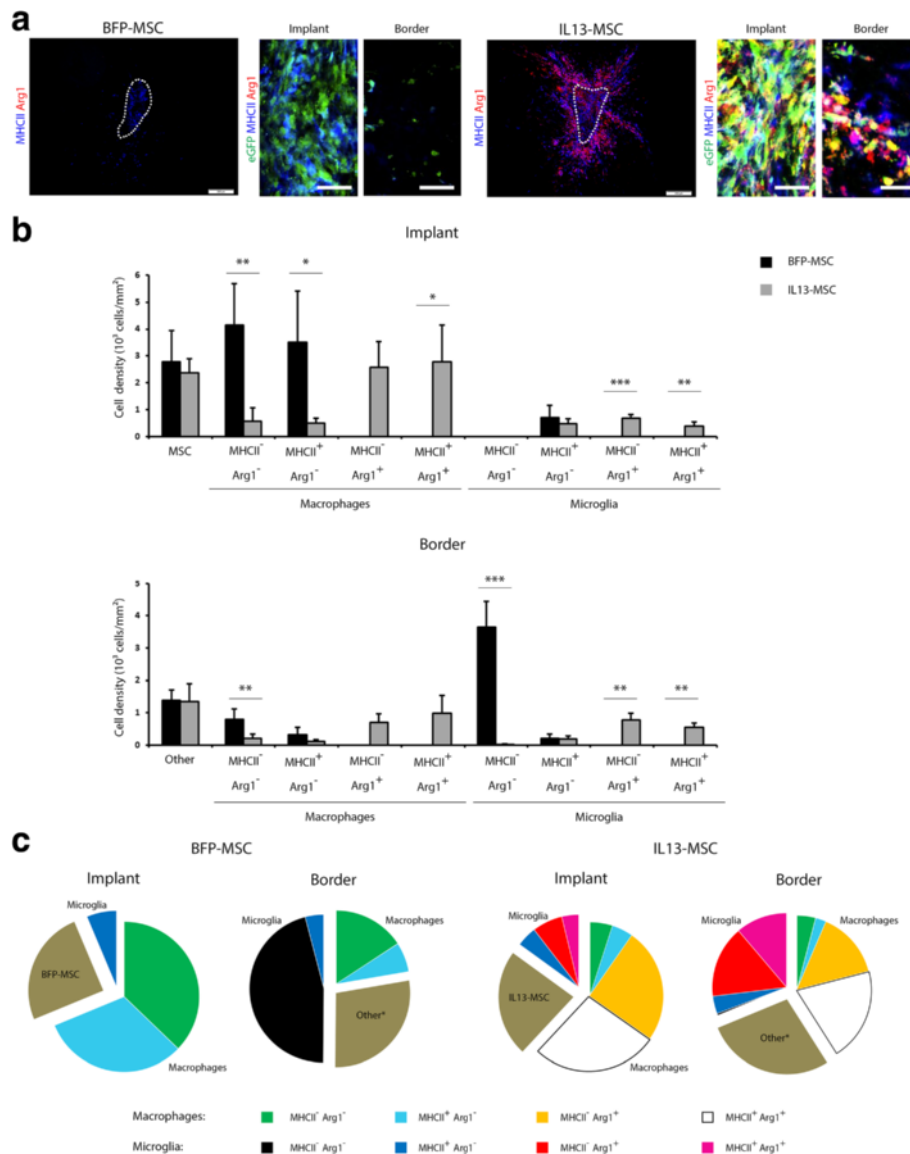 a
BFP-MSC
IL13-MSC
Implant
Border
Implant
Border
MHCII Arg1
eGFP MHCII Arg1
MHCII Arg1
eGFP MHCII Arg1
b
Implant
BFP-MSC
IL13-MSC
Cell density (10³ cells/mm²)
6
5
4
3
2
1
0
** * * *** **
MSC MHCII⁻ MHCII⁺ MHCII⁻ MHCII⁺ MHCII⁻ MHCII⁺ MHCII⁻ MHCII⁺
Arg1⁻ Arg1⁻ Arg1⁺ Arg1⁺ Arg1⁻ Arg1⁻ Arg1⁺ Arg1⁺
Macrophages Microglia
Border
Cell density (10³ cells/mm²)
5
4
3
2
1
0
** *** ** **
Other MHCII⁻ MHCII⁺ MHCII⁻ MHCII⁺ MHCII⁻ MHCII⁺ MHCII⁻ MHCII⁺
Arg1⁻ Arg1⁻ Arg1⁺ Arg1⁺ Arg1⁻ Arg1⁻ Arg1⁺ Arg1⁺
Macrophages Microglia
c
BFP-MSC
IL13-MSC
Implant
Border
Implant
Border
Microglia
BFP-MSC
Macrophages
Microglia
Macrophages
Other*
Microglia
IL13-MSC
Macrophages
Microglia
Macrophages
Other*
Macrophages: MHCII⁻ Arg1⁻ MHCII⁺ Arg1⁻ MHCII⁻ Arg1⁺ MHCII⁺ Arg1⁺
Microglia: MHCII⁻ Arg1⁻ MHCII⁺ Arg1⁻ MHCII⁻ Arg1⁺ MHCII⁺ Arg1⁺